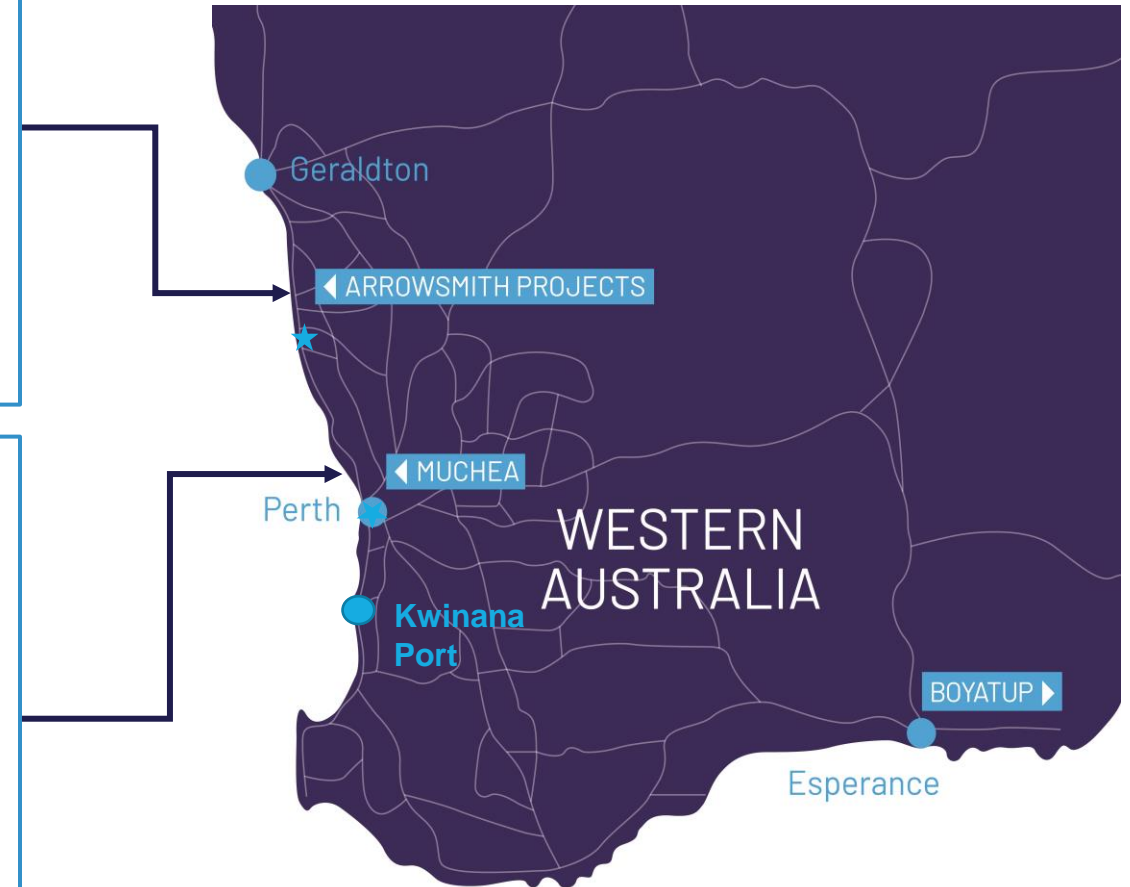 Geraldton
ARROWSMITH PROJECTS
MUCHEA
Perth
WESTERN
AUSTRALIA
Kwinana
Port
BOYATUP
Esperance